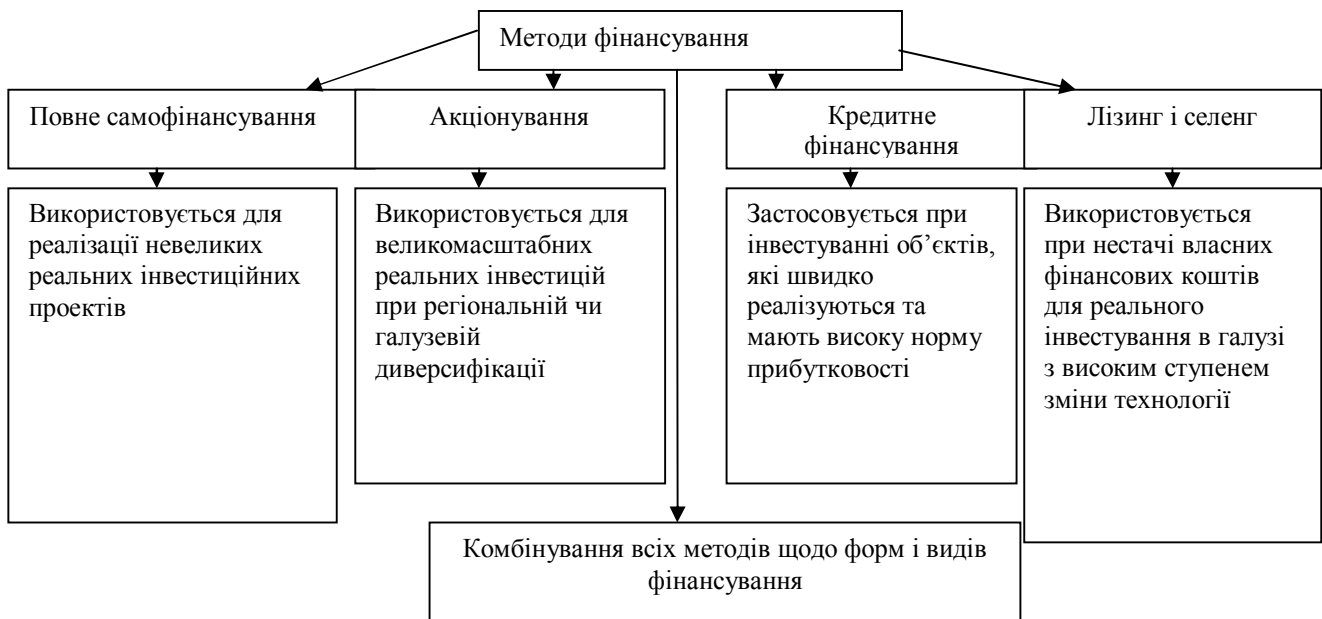 Методи фінансування
Повне самофінансування
Акціонування
Кредитне
фінансування
Лізинг і селенг
Використовується для
реалізації невеликих
реальних інвестиційних
проектів
Використовується для
великомасштабних
реальних інвестицій
при регіональній чи
галузевій
диверсифікації
Застосовується при
інвестуванні об’єктів,
які швидко
реалізуються та
мають високу норму
прибутковості
Використовується
при нестачі власних
фінансових коштів
для реального
інвестування в галузі
з високим ступенем
зміни технології
Комбінування всіх методів щодо форм і видів
фінансування